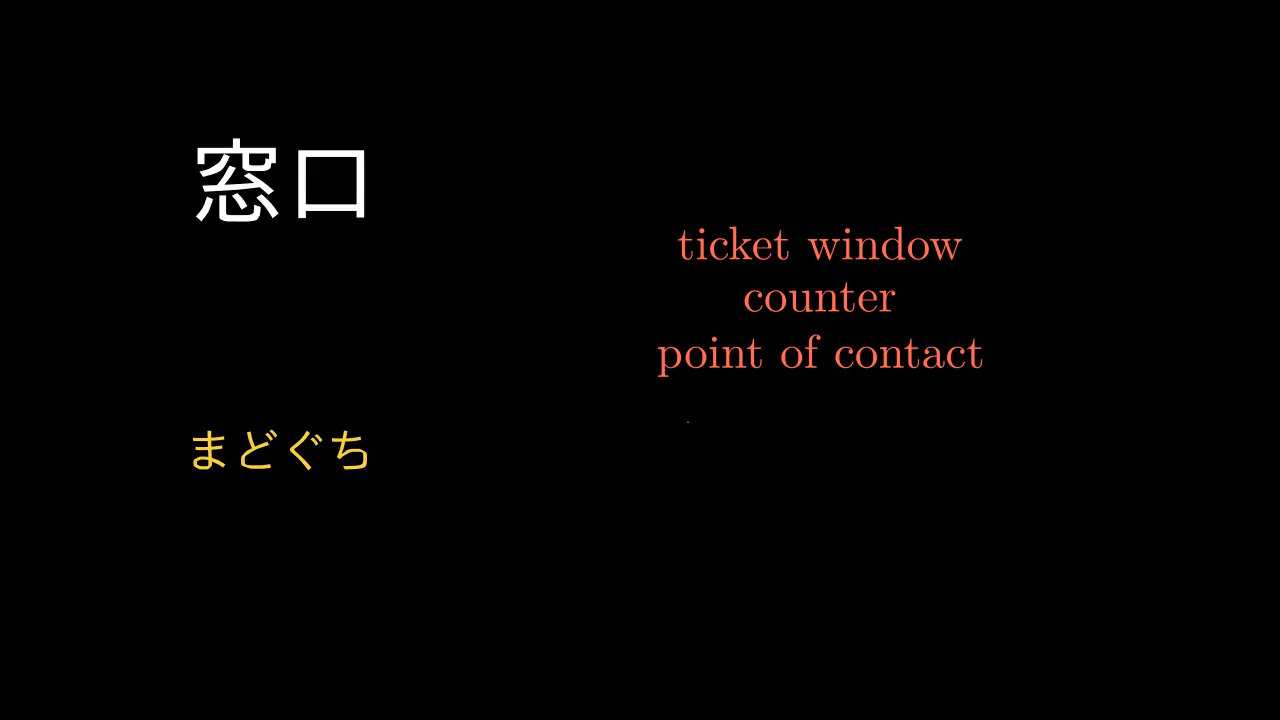 窓口
ticket window
counter
point of contact
まどぐち